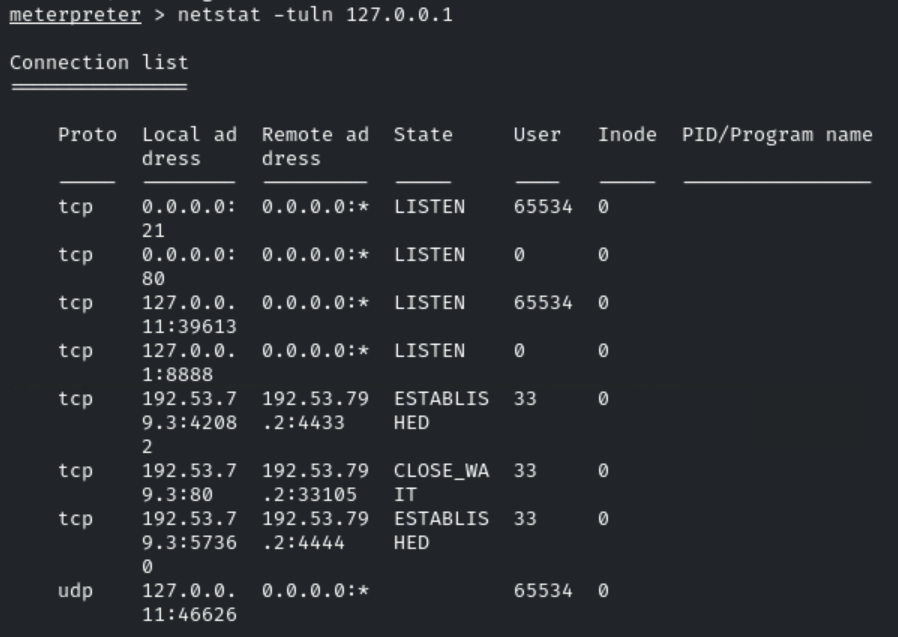 meterpreter > netstat -tuln 127.0.0.1
Connection list
Proto Local ad Remote ad State User Inode PID/Program name
dress dress
tcp 0.0.0.0: 0.0.0.0:* LISTEN 65534 0
21
tcp 0.0.0.0: 0.0.0.0:* LISTEN 0 0
80
tcp 127.0.0. 0.0.0.0:* LISTEN 65534 0
11:39613
tcp 127.0.0. 0.0.0.0:* LISTEN 0 0
1:8888
tcp 192.53.7 192.53.79 ESTABLIS 33 0
9.3:4208 .2:4433 HED
2
tcp 192.53.7 192.53.79 CLOSE_WA 33 0
9.3:80 .2:33105 IT
tcp 192.53.7 192.53.79 ESTABLIS 33 0
9.3:5736 .2:4444 HED
0
udp 127.0.0. 0.0.0.0:* 65534 0
11:46626